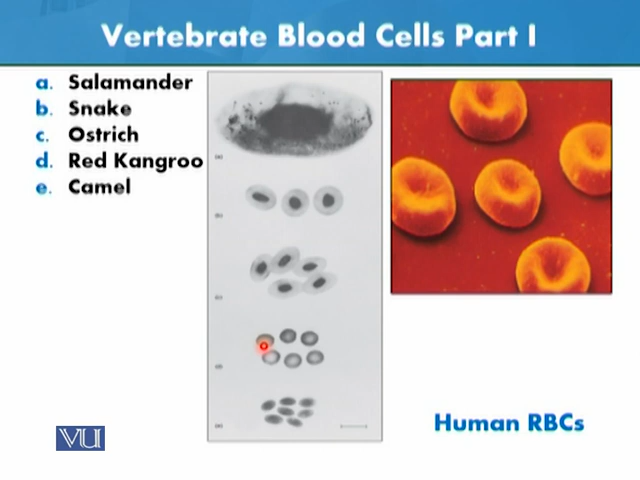 Vertebrate Blood Cells Part I
a. Salamander
b. Snake
c. Ostrich
d. Red Kangroo
e. Camel
Human RBCs
VU